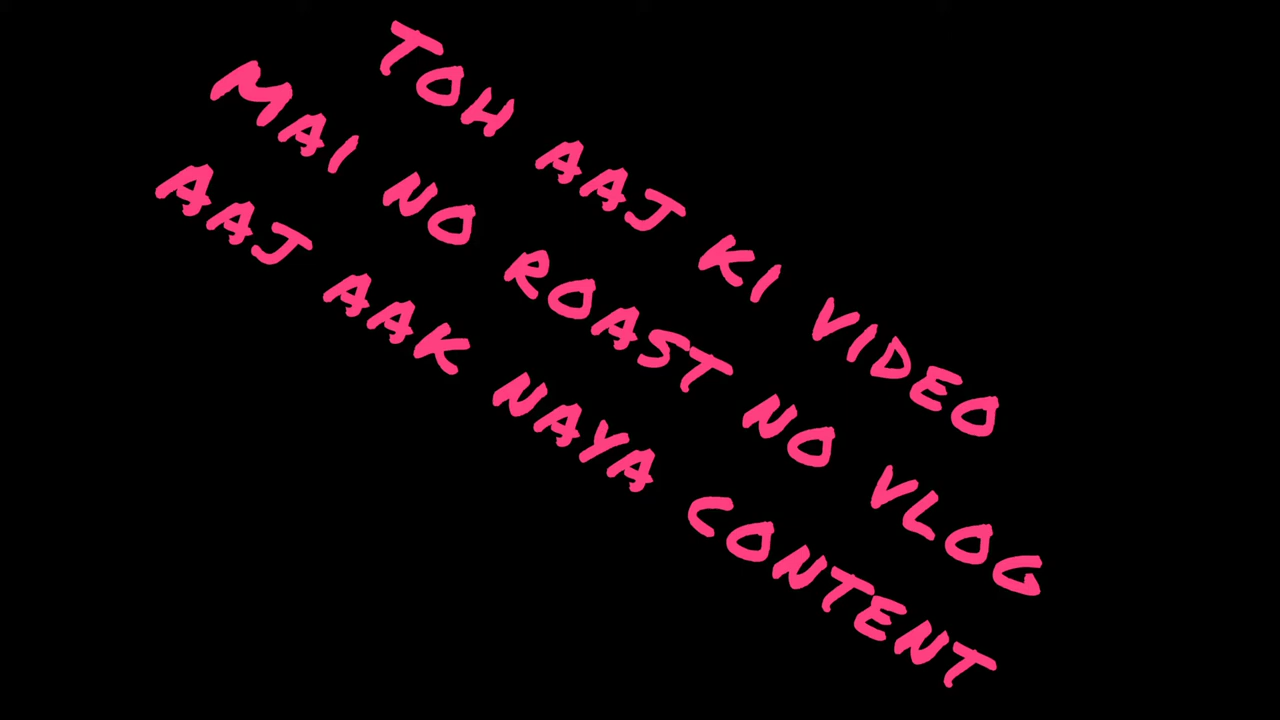 TOH AAJ KI VIDEO
MAI NO ROAST NO VLOG
AAJ AAK NAYA CONTENT